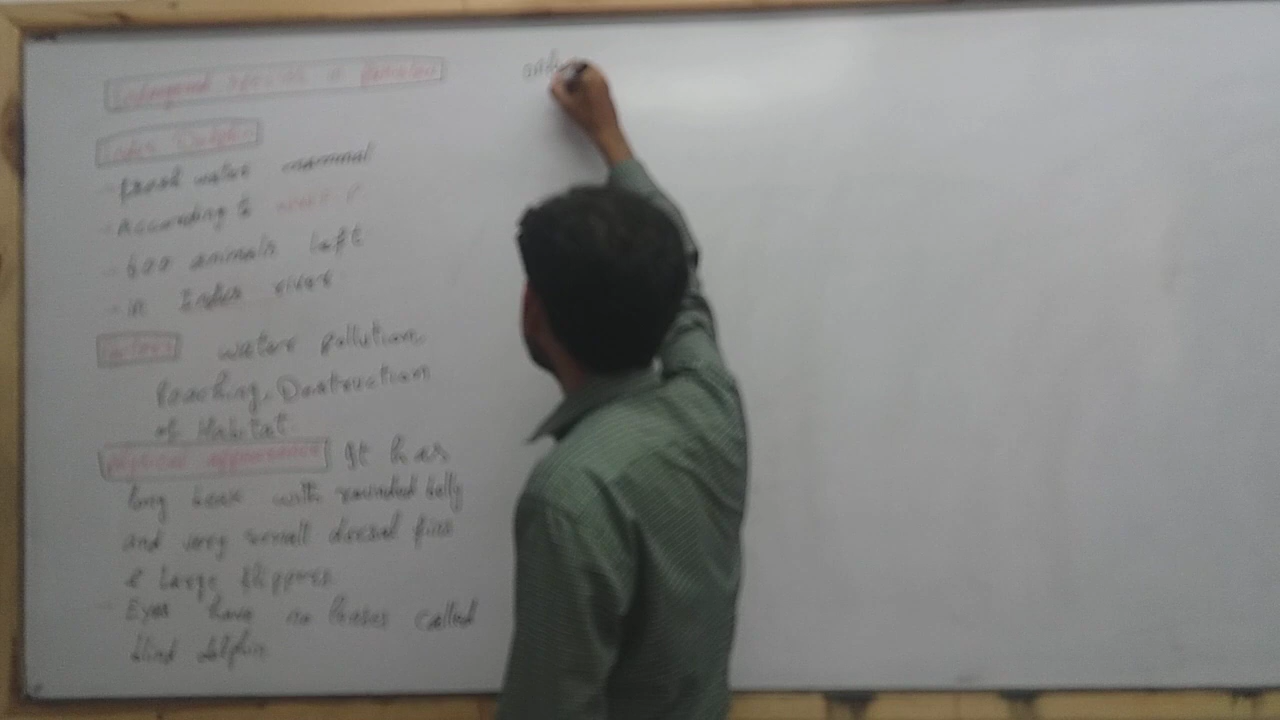 Endangered species in Pakistan
Indus Dolphin
- fresh water mammal
- According to
- 600 animals left
- in Indus river
factors water pollution,
Poaching, Destruction
of Habitat
physical appearance It has
long beak with rounded belly
and very small dorsal fins
& large flippers
- Eyes have no lenses called
blind dolphin